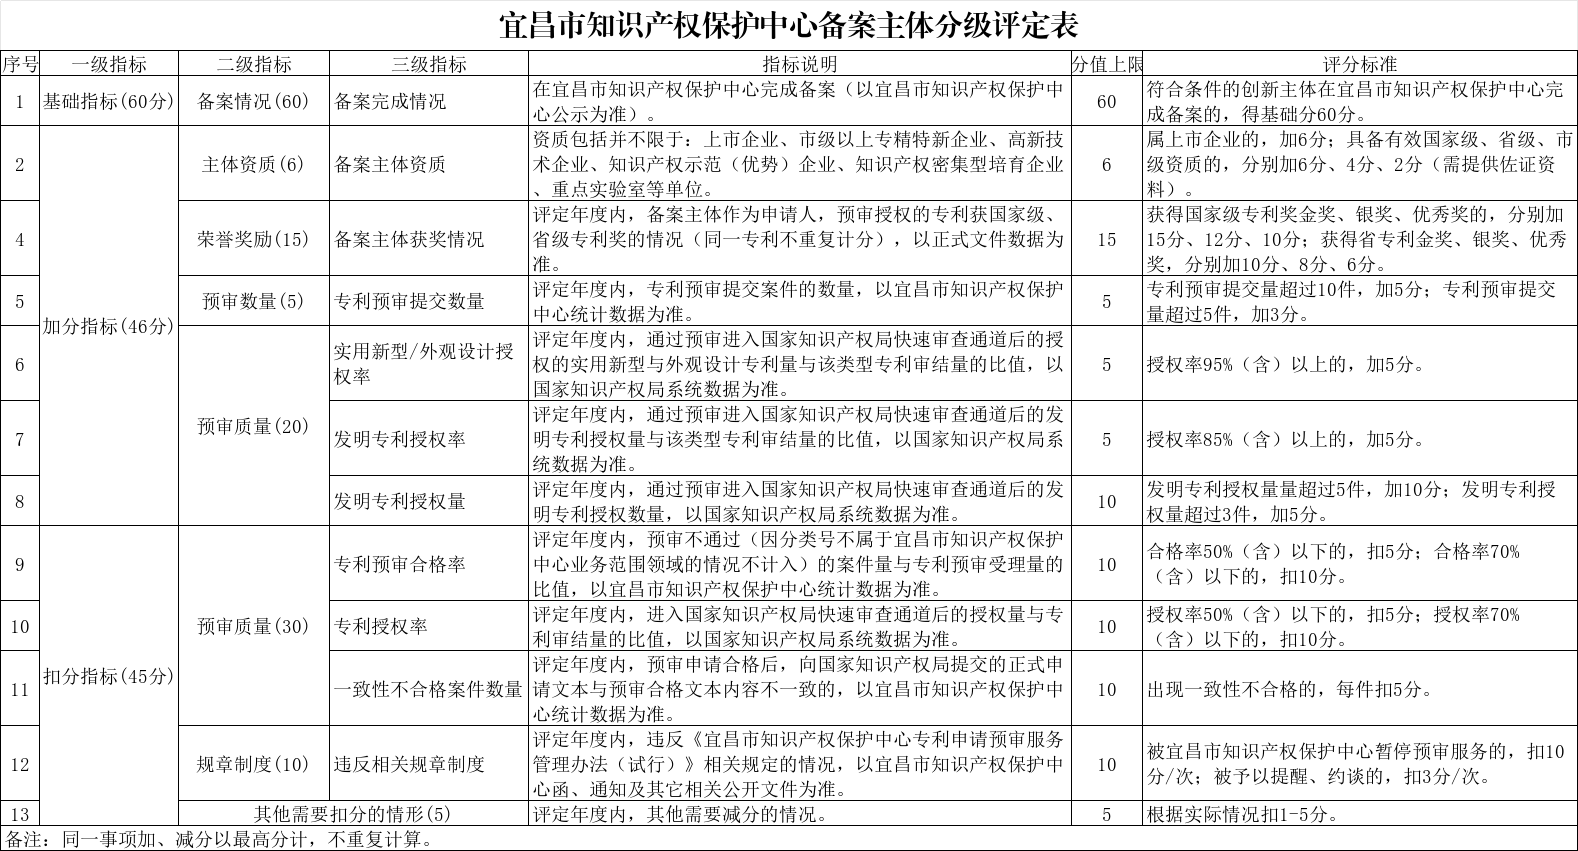 宜昌市知识产权保护中心备案主体分级评定表
序号 一级指标 二级指标 三级指标 指标说明 分值上限 评分标准
1 基础指标(60分) 备案情况(60) 备案完成情况
在宜昌市知识产权保护中心完成备案（以宜昌市知识产权保护中
心公示为准）。
60
符合条件的创新主体在宜昌市知识产权保护中心完
成备案的，得基础分60分。
加分指标(46分)
2 主体资质(6) 备案主体资质
资质包括并不限于：上市企业、市级以上专精特新企业、高新技
术企业、知识产权示范（优势）企业、知识产权密集型培育企业
、重点实验室等单位。
6
属上市企业的，加6分；具备有效国家级、省级、市
级资质的，分别加6分、4分、2分（需提供佐证资
料）。
4 荣誉奖励(15) 备案主体获奖情况
评定年度内，备案主体作为申请人，预审授权的专利获国家级、
省级专利奖的情况（同一专利不重复计分），以正式文件数据为
准。
15
获得国家级专利奖金奖、银奖、优秀奖的，分别加
15分、12分、10分；获得省专利金奖、银奖、优秀
奖，分别加10分、8分、6分。
5 预审数量(5) 专利预审提交数量
评定年度内，专利预审提交案件的数量，以宜昌市知识产权保护
中心统计数据为准。
5
专利预审提交量超过10件，加5分；专利预审提交
量超过5件，加3分。
预审质量(20)
6
实用新型/外观设计授
权率
评定年度内，通过预审进入国家知识产权局快速审查通道后的授
权的实用新型与外观设计专利量与该类型专利审结量的比值，以
国家知识产权局系统数据为准。
5
授权率95%（含）以上的，加5分。
7 发明专利授权率
评定年度内，通过预审进入国家知识产权局快速审查通道后的发
明专利授权量与该类型专利审结量的比值，以国家知识产权局系
统数据为准。
5
授权率85%（含）以上的，加5分。
8 发明专利授权量
评定年度内，通过预审进入国家知识产权局快速审查通道后的发
明专利授权数量，以国家知识产权局系统数据为准。
10
发明专利授权量量超过5件，加10分；发明专利授
权量超过3件，加5分。
扣分指标(45分)
预审质量(30)
9 专利预审合格率
评定年度内，预审不通过（因分类号不属于宜昌市知识产权保护
中心业务范围领域的情况不计入）的案件量与专利预审受理量的
比值，以宜昌市知识产权保护中心统计数据为准。
10
合格率50%（含）以下的，扣5分；合格率70%
（含）以下的，扣10分。
10 专利授权率
评定年度内，进入国家知识产权局快速审查通道后的授权量与专
利审结量的比值，以国家知识产权局系统数据为准。
10
授权率50%（含）以下的，扣5分；授权率70%
（含）以下的，扣10分。
11 一致性不合格案件数量
评定年度内，预审申请合格后，向国家知识产权局提交的正式申
请文本与预审合格文本内容不一致的，以宜昌市知识产权保护中
心统计数据为准。
10
出现一致性不合格的，每件扣5分。
12 规章制度(10) 违反相关规章制度
评定年度内，违反《宜昌市知识产权保护中心专利申请预审服务
管理办法（试行）》相关规定的情况，以宜昌市知识产权保护中
心函、通知及其它相关公开文件为准。
10
被宜昌市知识产权保护中心暂停预审服务的，扣10
分/次；被予以提醒、约谈的，扣3分/次。
13 其他需要扣分的情形(5) 评定年度内，其他需要减分的情况。 5 根据实际情况扣1-5分。
备注：同一事项加、减分以最高分计，不重复计算。